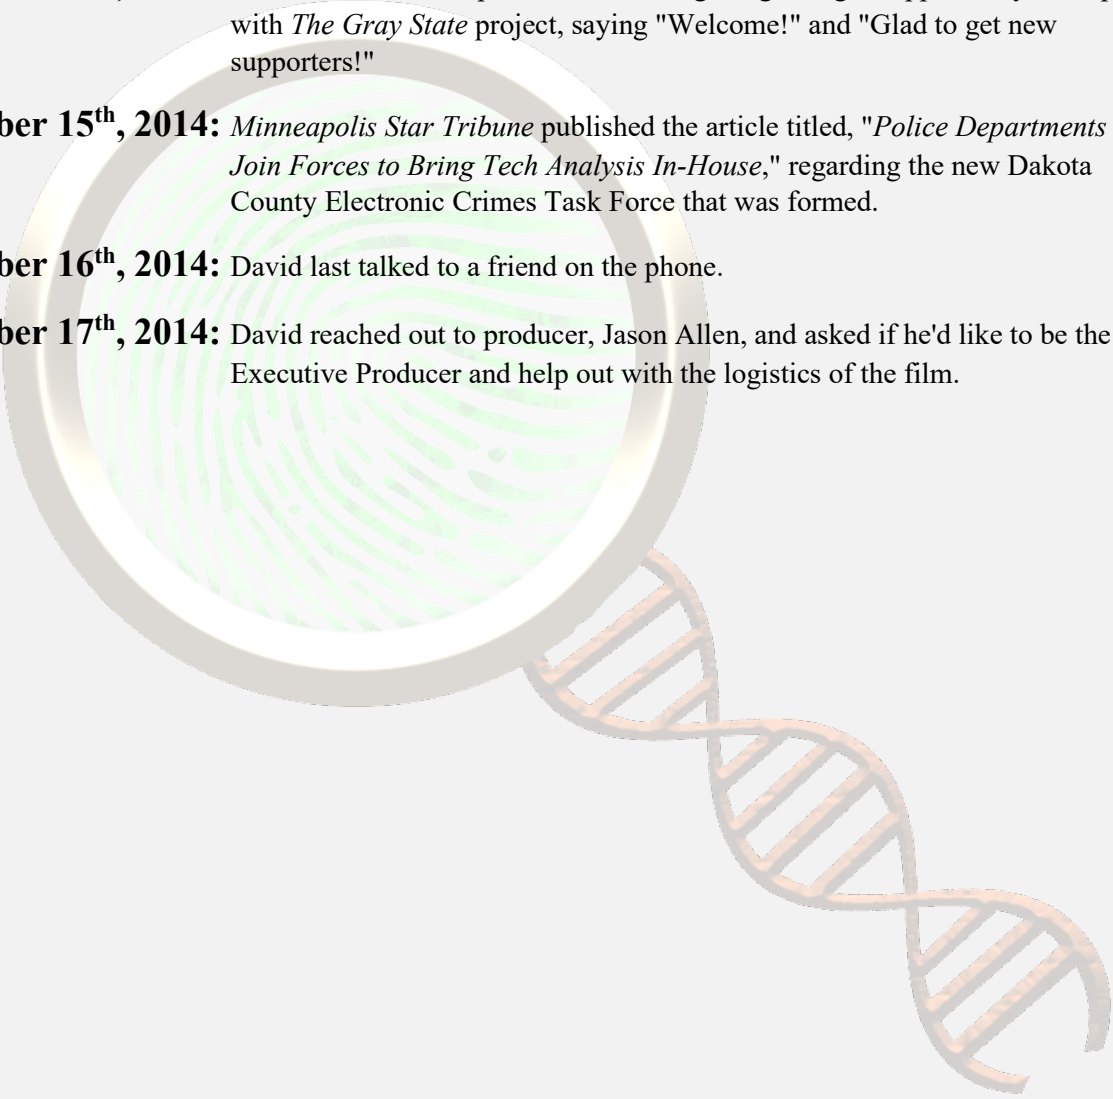 with The Gray State project, saying "Welcome!" and "Glad to get new
supporters!"
ber 15th, 2014: Minneapolis Star Tribune published the article titled, "Police Departments
Join Forces to Bring Tech Analysis In-House," regarding the new Dakota
County Electronic Crimes Task Force that was formed.
ber 16th, 2014: David last talked to a friend on the phone.
ber 17th, 2014: David reached out to producer, Jason Allen, and asked if he'd like to be the
Executive Producer and help out with the logistics of the film.